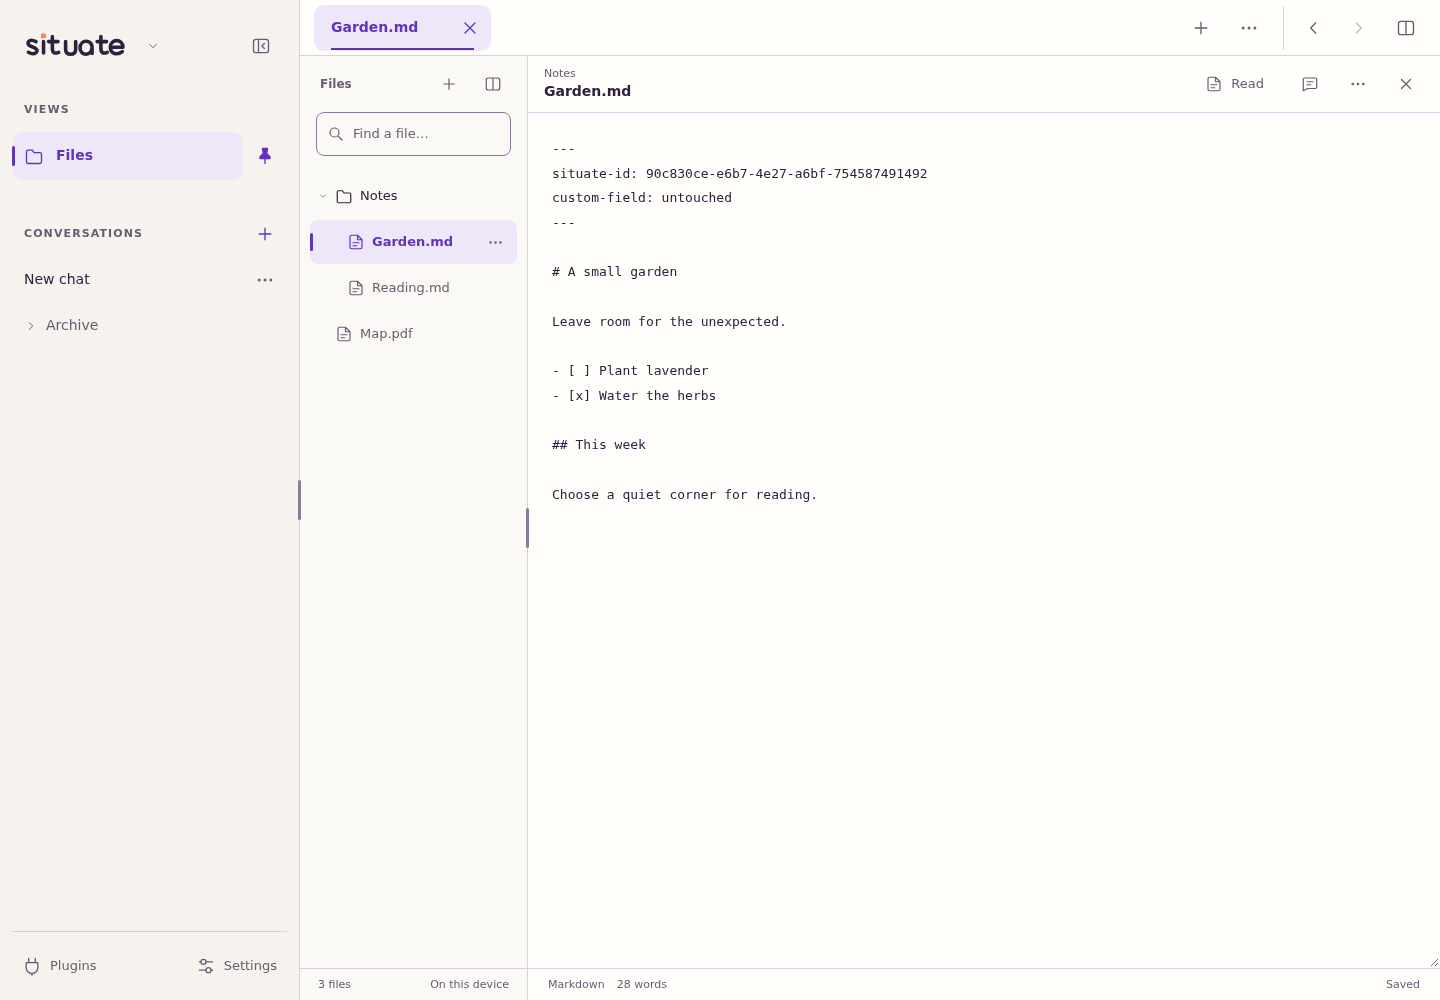 situate
VIEWS
Files
CONVERSATIONS
New chat
Archive
Plugins
Settings
Garden.md
Files
Find a file...
Notes
Garden.md
Reading.md
Map.pdf
3 files
On this device
Notes
Garden.md
Read
---
situate-id: 90c830ce-e6b7-4e27-a6bf-754587491492
custom-field: untouched
---
# A small garden
Leave room for the unexpected.
- [ ] Plant lavender
- [x] Water the herbs
## This week
Choose a quiet corner for reading.
Markdown
28 words
Saved